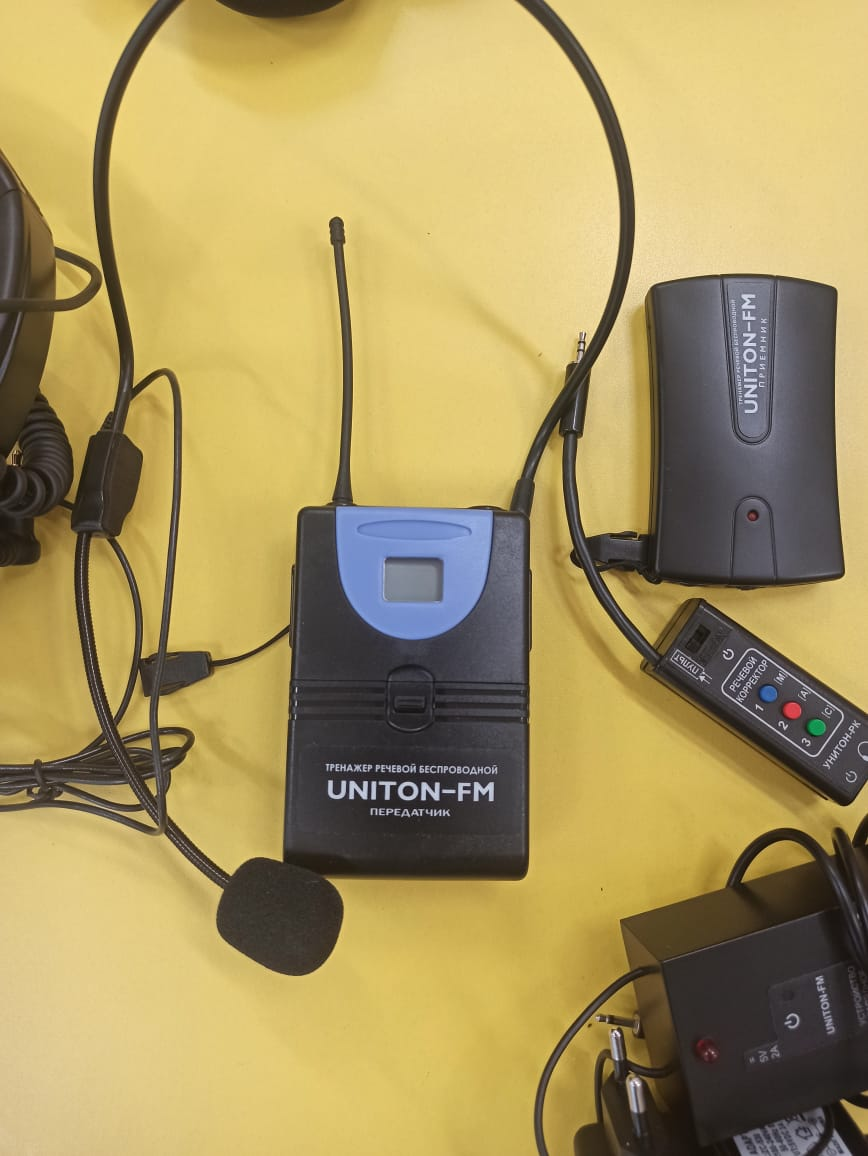 ТРЕНАЖЕР РЕЧЕВОЙ БЕСПРОВОДНОЙ
UNITON-FM
ПРИЕМНИК
ПУЛЬТ
РЕЧЕВОЙ
КОРРЕКТОР
1 [М]
2 [А]
3 [С]
УНИТОН-РК
ТРЕНАЖЕР РЕЧЕВОЙ БЕСПРОВОДНОЙ
UNITON-FM
ПЕРЕДАТЧИК
UNITON-FM
5V
2A